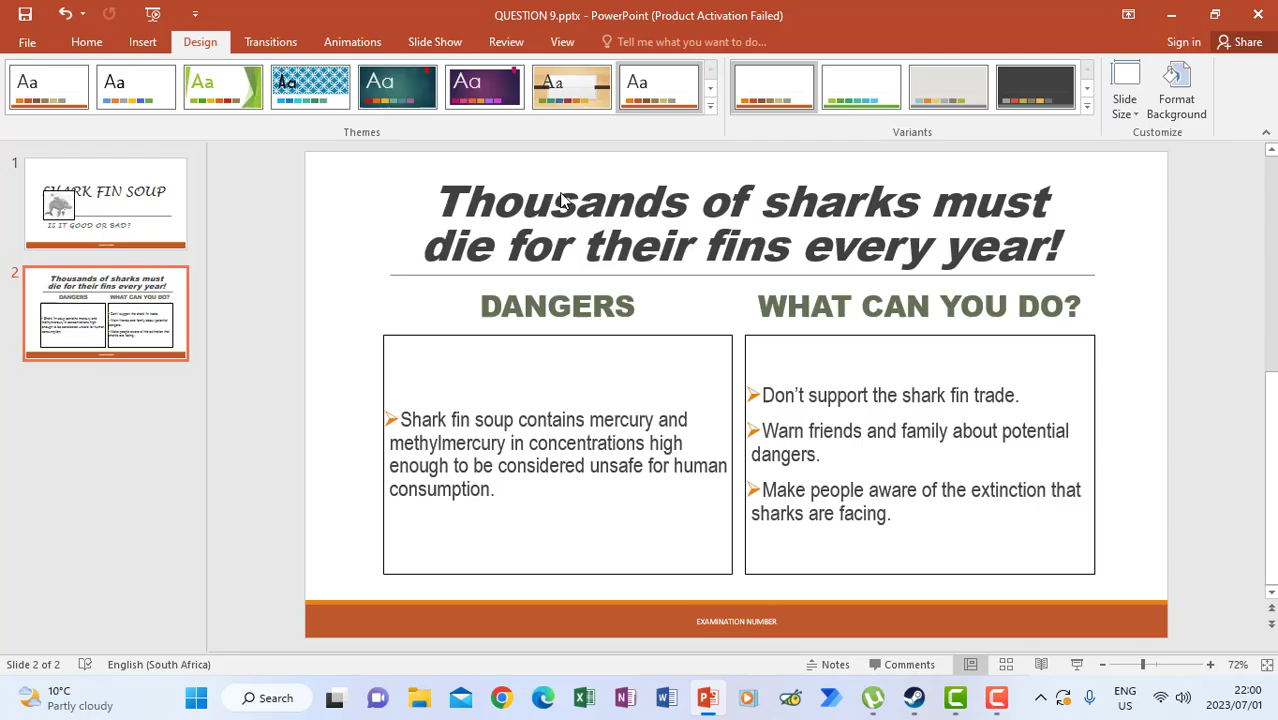 QUESTION 9.pptx - PowerPoint (Product Activation Failed)
File Home Insert Design Transitions Animations Slide Show Review View Tell me what you want to do... Sign in Share
Aa Aa Aa Aa Aa Aa Aa Aa
Slide Size Format Background
Themes Variants Customize
1
SHARK FIN SOUP
IS IT GOOD OR BAD?
2
Thousands of sharks must
die for their fins every year!
DANGERS WHAT CAN YOU DO?
Thousands of sharks must
die for their fins every year!
DANGERS
Shark fin soup contains mercury and
methylmercury in concentrations high
enough to be considered unsafe for human
consumption.
WHAT CAN YOU DO?
Don't support the shark fin trade.
Warn friends and family about potential
dangers.
Make people aware of the extinction that
sharks are facing.
EXAMINATION NUMBER
Slide 2 of 2 English (South Africa) Notes Comments 72%
10°C
Partly cloudy
Search
ENG
US
22:00
2023/07/01